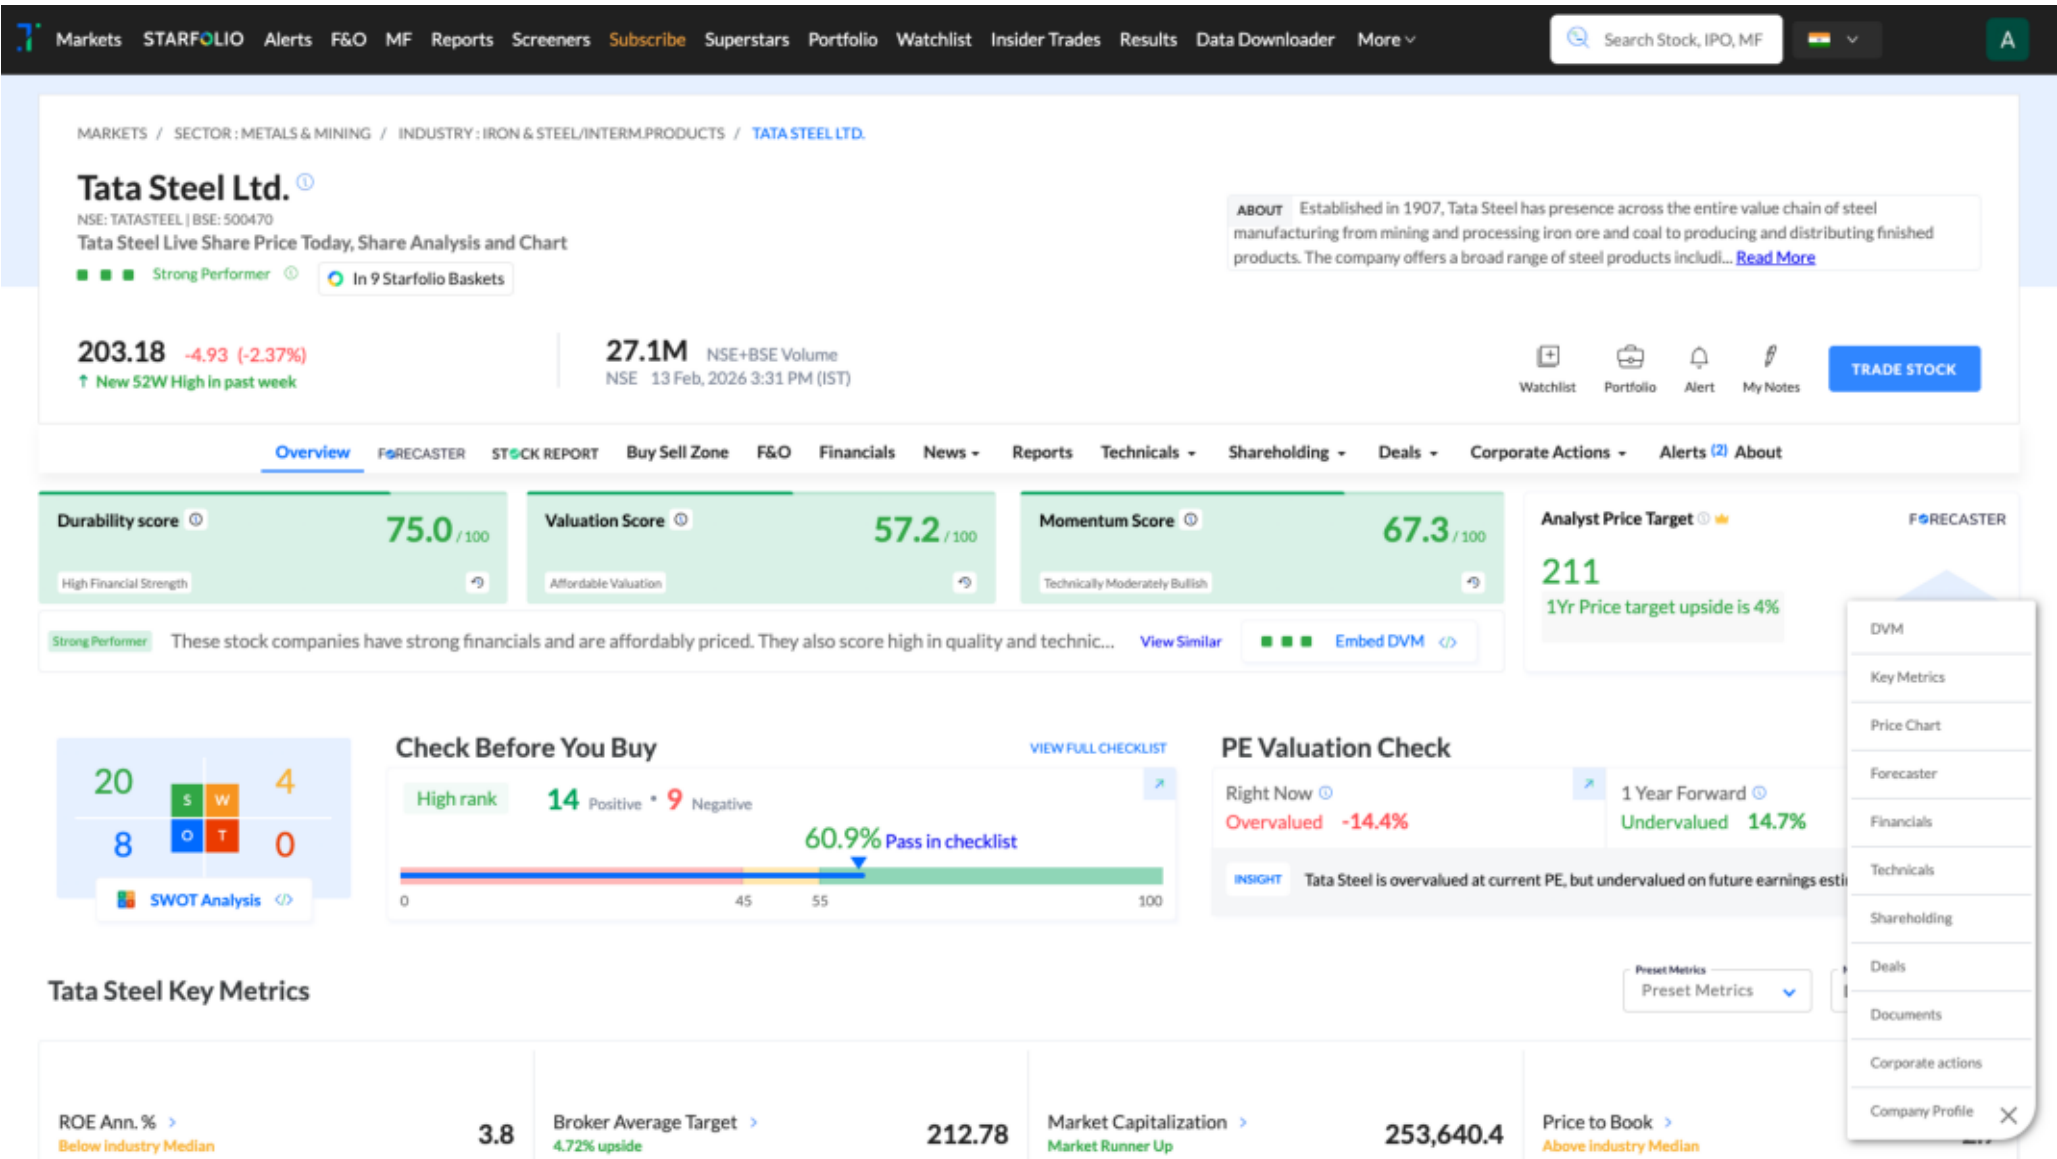 Markets STARFOLIO Alerts F&O MF Reports Screeners Subscribe Superstars Portfolio Watchlist Insider Trades Results Data Downloader More Search Stock, IPO, MF A
MARKETS / SECTOR : METALS & MINING / INDUSTRY : IRON & STEEL/INTERM.PRODUCTS / TATA STEEL LTD.
Tata Steel Ltd.
NSE: TATASTEEL | BSE: 500470
Tata Steel Live Share Price Today, Share Analysis and Chart
Strong Performer In 9 Starfolio Baskets
ABOUT Established in 1907, Tata Steel has presence across the entire value chain of steel
manufacturing from mining and processing iron ore and coal to producing and distributing finished
products. The company offers a broad range of steel products includi... Read More
203.18 -4.93 (-2.37%)
↑ New 52W High in past week
27.1M NSE+BSE Volume
NSE 13 Feb, 2026 3:31 PM (IST)
Watchlist Portfolio Alert My Notes TRADE STOCK
Overview FORECASTER STOCK REPORT Buy Sell Zone F&O Financials News Reports Technicals Shareholding Deals Corporate Actions Alerts (2) About
Durability score 75.0 / 100
High Financial Strength
Valuation Score 57.2 / 100
Affordable Valuation
Momentum Score 67.3 / 100
Technically Moderately Bullish
Analyst Price Target FORECASTER
211
1Yr Price target upside is 4%
Strong Performer These stock companies have strong financials and are affordably priced. They also score high in quality and technic... View Similar Embed DVM </>
20 S W 4
8 O T 0
SWOT Analysis </>
Check Before You Buy VIEW FULL CHECKLIST
High rank 14 Positive • 9 Negative
60.9% Pass in checklist
0 45 55 100
PE Valuation Check
Right Now
Overvalued -14.4%
1 Year Forward
Undervalued 14.7%
INSIGHT Tata Steel is overvalued at current PE, but undervalued on future earnings esti
Tata Steel Key Metrics
Preset Metrics
Preset Metrics
ROE Ann. % 3.8
Below industry Median
Broker Average Target 212.78
4.72% upside
Market Capitalization 253,640.4
Market Runner Up
Price to Book
Above industry Median
DVM
Key Metrics
Price Chart
Forecaster
Financials
Technicals
Shareholding
Deals
Documents
Corporate actions
Company Profile